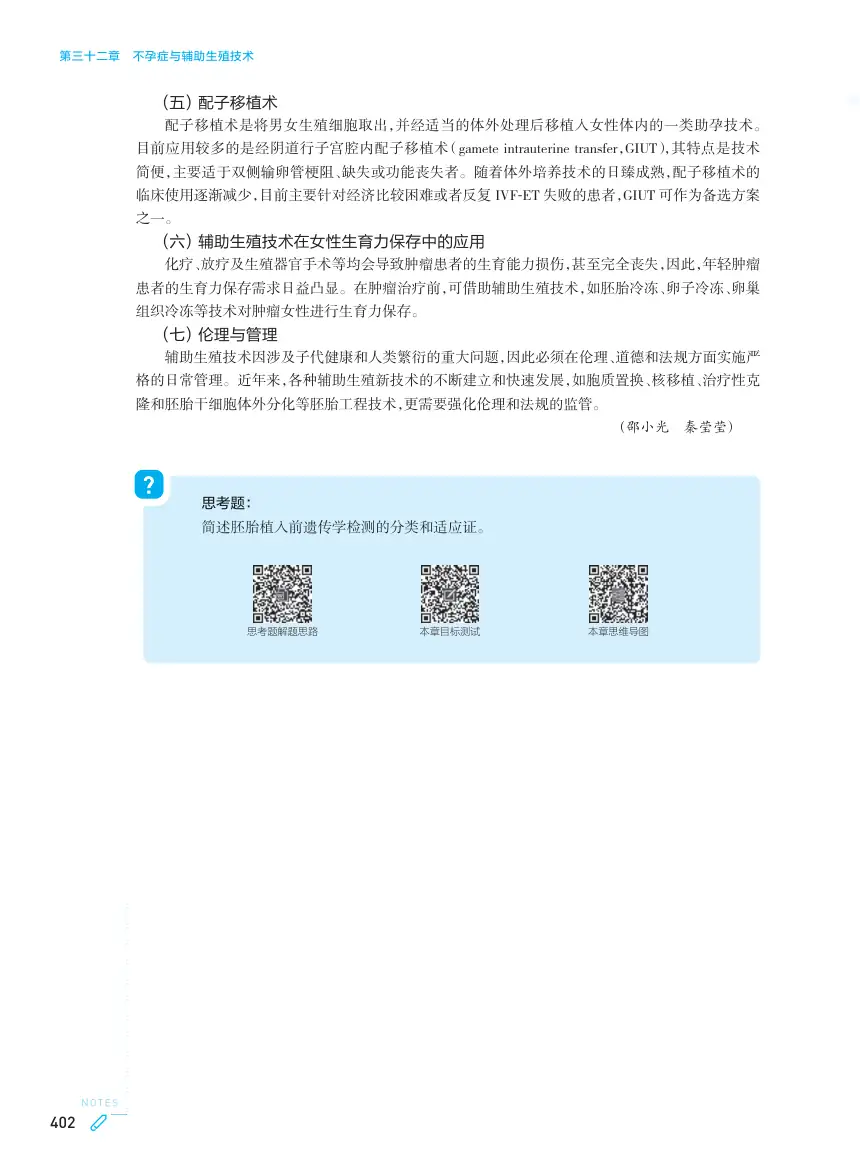 第三十二章　不孕症与辅助生殖技术
（五）配子移植术
配子移植术是将男女生殖细胞取出，并经适当的体外处理后移植入女性体内的一类助孕技术。
目前应用较多的是经阴道行子宫腔内配子移植术（gamete intrauterine transfer，GIUT），其特点是技术
简便，主要适于双侧输卵管梗阻、缺失或功能丧失者。随着体外培养技术的日臻成熟，配子移植术的
临床使用逐渐减少，目前主要针对经济比较困难或者反复 IVF-ET 失败的患者，GIUT 可作为备选方案
之一。
（六）辅助生殖技术在女性生育力保存中的应用
化疗、放疗及生殖器官手术等均会导致肿瘤患者的生育能力损伤，甚至完全丧失，因此，年轻肿瘤
患者的生育力保存需求日益凸显。在肿瘤治疗前，可借助辅助生殖技术，如胚胎冷冻、卵子冷冻、卵巢
组织冷冻等技术对肿瘤女性进行生育力保存。
（七）伦理与管理
辅助生殖技术因涉及子代健康和人类繁衍的重大问题，因此必须在伦理、道德和法规方面实施严
格的日常管理。近年来，各种辅助生殖新技术的不断建立和快速发展，如胞质置换、核移植、治疗性克
隆和胚胎干细胞体外分化等胚胎工程技术，更需要强化伦理和法规的监管。
（邵小光　秦莹莹）
?
思考题：
简述胚胎植入前遗传学检测的分类和适应证。
思考题解题思路
本章目标测试
本章思维导图
NOTES
402